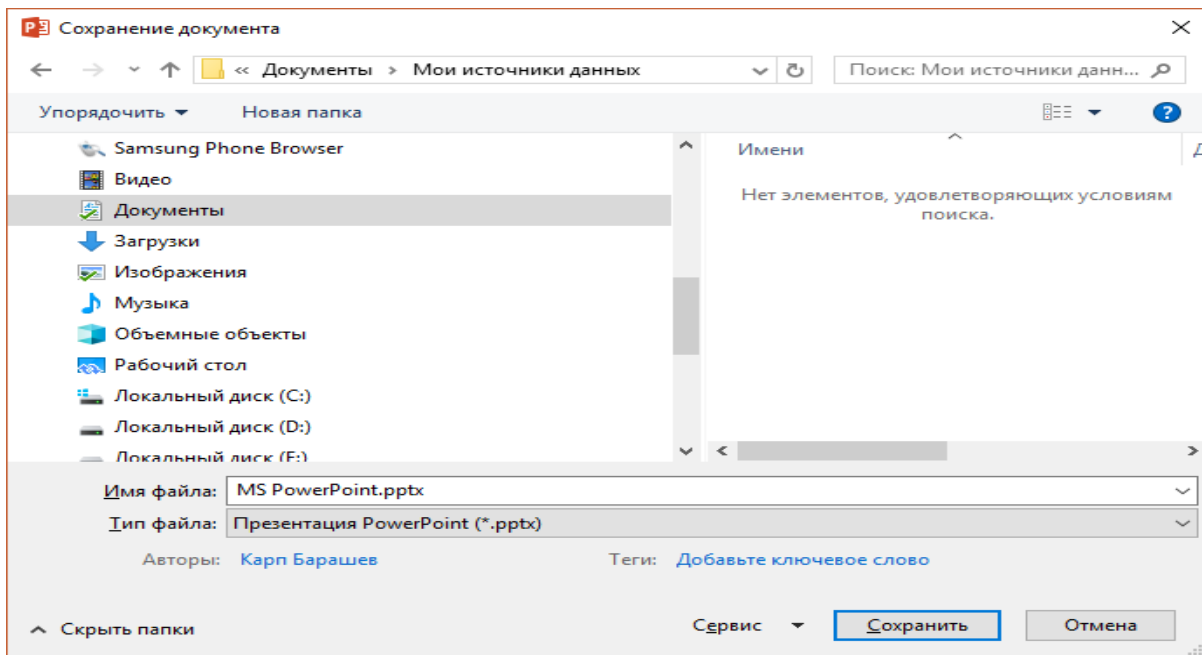 Сохранение документа
« Документы > Мои источники данных
Поиск: Мои источники данн...
Упорядочить Новая папка
Samsung Phone Browser
Видео
Документы
Загрузки
Изображения
Музыка
Объемные объекты
Рабочий стол
Локальный диск (C:)
Локальный диск (D:)
Локальный диск (F:)
Имени
Нет элементов, удовлетворяющих условиям
поиска.
Имя файла: MS PowerPoint.pptx
Тип файла: Презентация PowerPoint (*.pptx)
Авторы: Карп Барашев Теги: Добавьте ключевое слово
Скрыть папки Сервис Сохранить Отмена